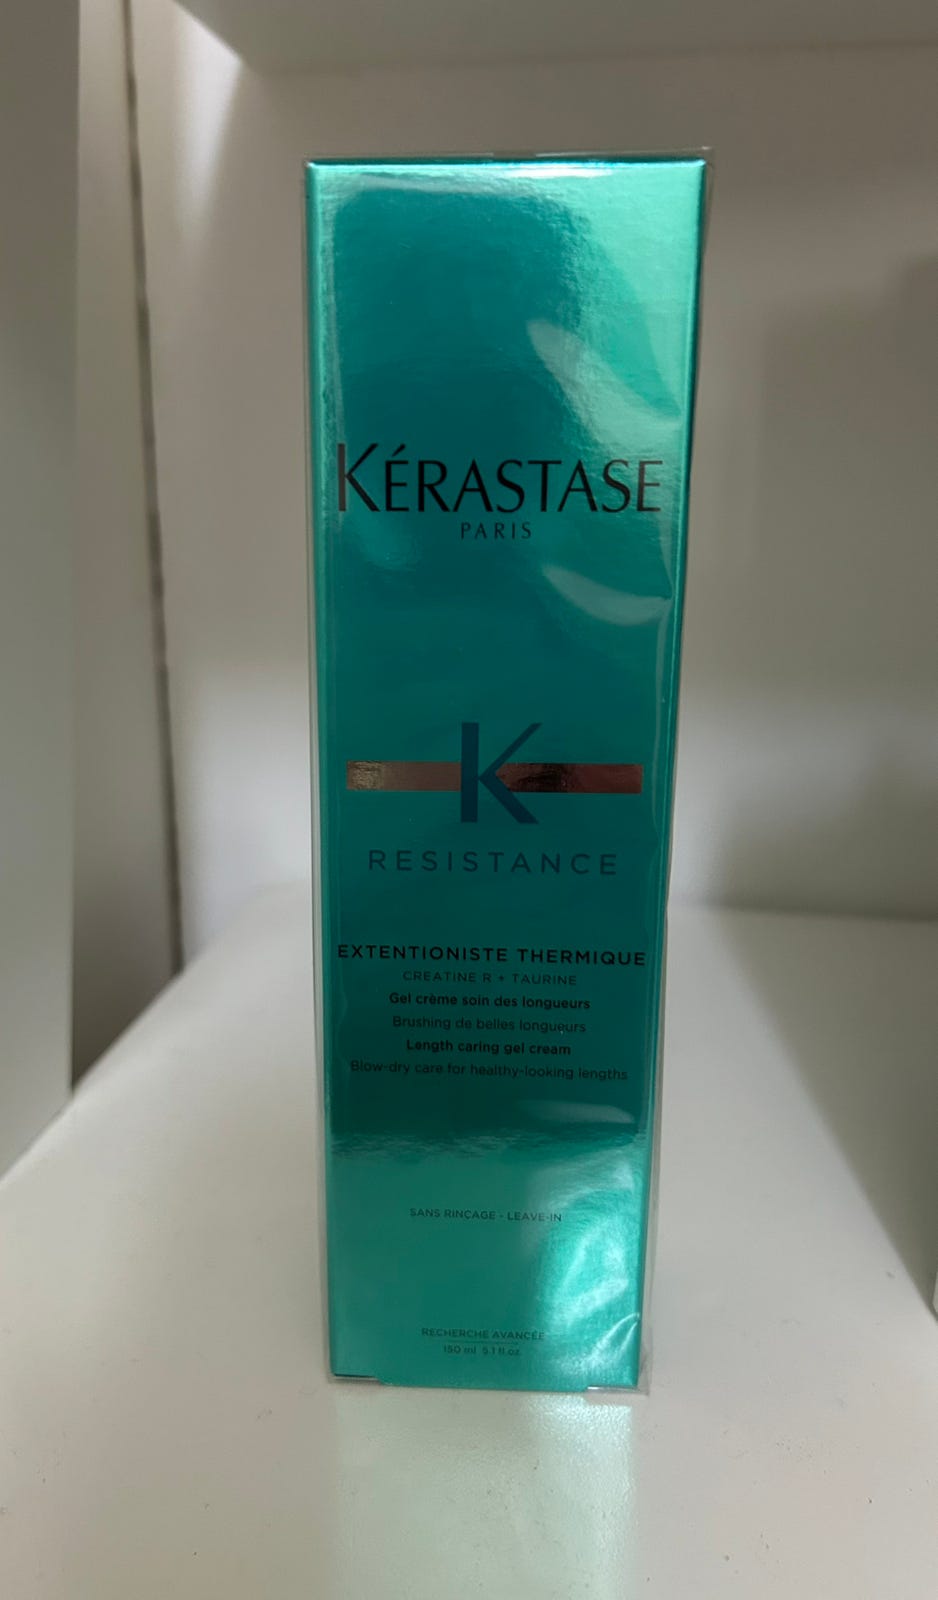 KÉRASTASE
PARIS
K
RESISTANCE
EXTENTIONISTE THERMIQUE
CREATINE R + TAURINE
Gel crème soin des longueurs
Brushing de belles longueurs
Length caring gel cream
Blow-dry care for healthy-looking lengths
SANS RINÇAGE - LEAVE-IN
RECHERCHE AVANCÉE
150 ml 5.1 fl.oz.